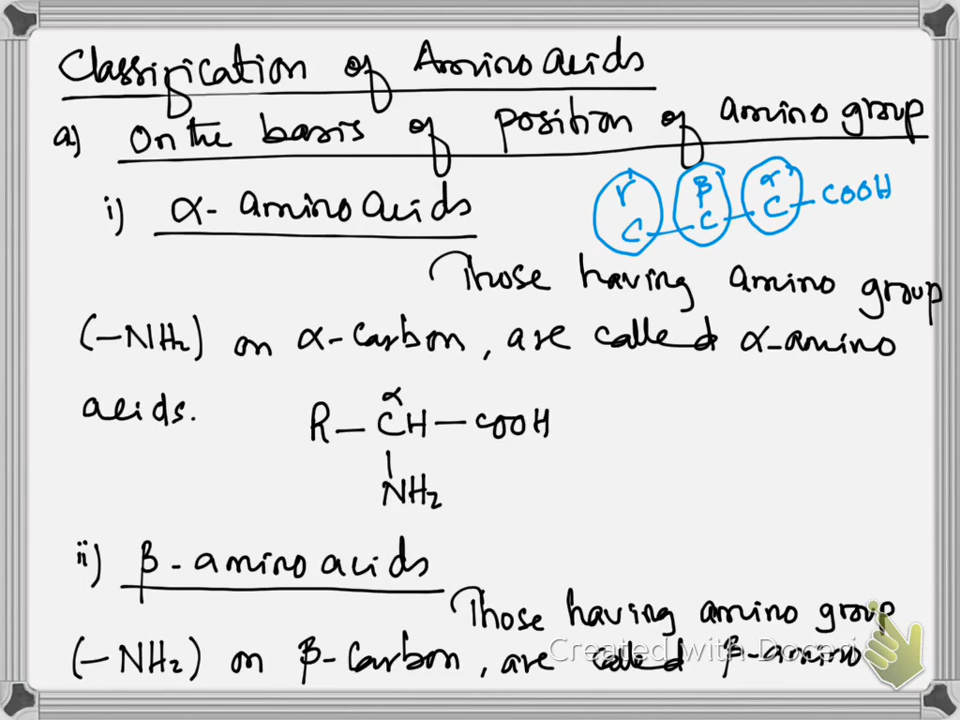 Classification of Amino acids
a) On the basis of position of amino group
i) α- amino acids
γ β α
C — C — C — COOH
Those having amino group
(–NH₂) on α-carbon, are called α-amino
acids.
α
R — CH — COOH
|
NH₂
ii) β-amino acids
Those having amino group
(–NH₂) on β-carbon, are called β-amino
Created with Doceri